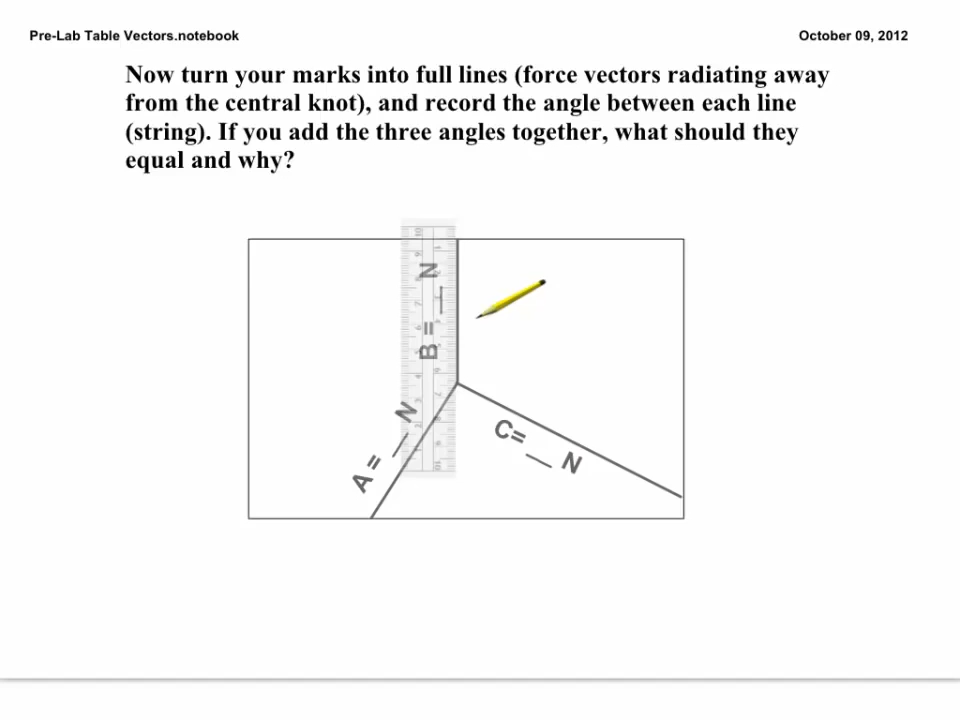 Pre-Lab Table Vectors.notebook
October 09, 2012
Now turn your marks into full lines (force vectors radiating away
from the central knot), and record the angle between each line
(string). If you add the three angles together, what should they
equal and why?
B = __ N
A = __ N
C= __ N